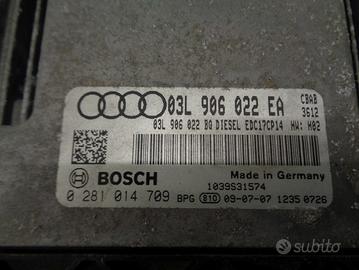 03L 906 022 EA CBAB
3612
03L 906 022 BQ DIESEL EDC17CP14 HW: H02
BOSCH Made in Germany
1039S31574
0 281 014 709 BPG 810 09-07-07 1235 0726
subito